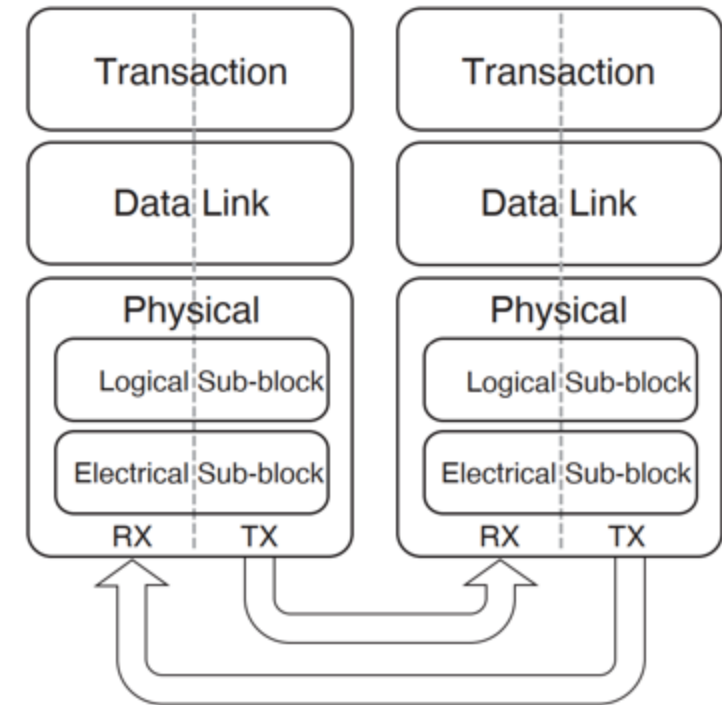 Transaction
Data Link
Physical
Logical Sub-block
Electrical Sub-block
RX TX
Transaction
Data Link
Physical
Logical Sub-block
Electrical Sub-block
RX TX